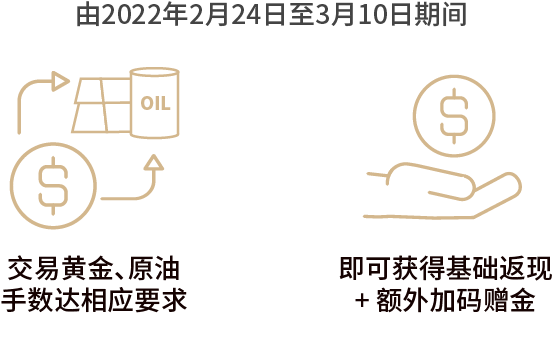 由2022年2月24日至3月10日期间
OIL
交易黄金、原油
手数达相应要求
即可获得基础返现
+ 额外加码赠金